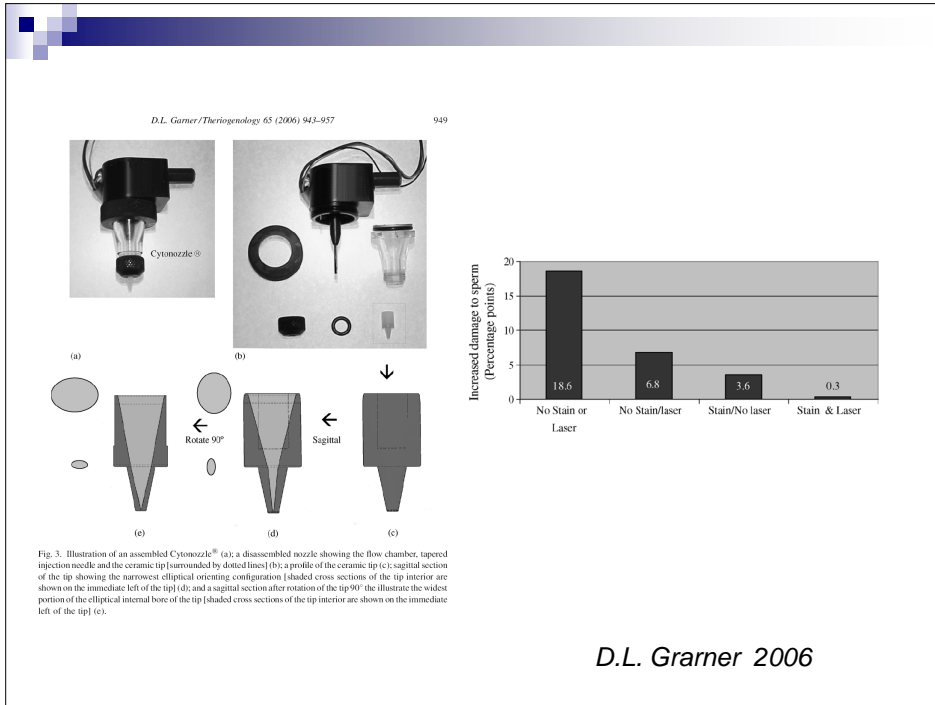 D.L. Garner / Theriogenology 65 (2006) 943–957
949
Cytonozzle ®
(a)
(b)
Rotate 90°
Sagittal
(e)
(d)
(c)
Fig. 3. Illustration of an assembled Cytonozzle® (a); a disassembled nozzle showing the flow chamber, tapered
injection needle and the ceramic tip [surrounded by dotted lines] (b); a profile of the ceramic tip (c); sagittal section
of the tip showing the narrowest elliptical orienting configuration [shaded cross sections of the tip interior are
shown on the immediate left of the tip] (d); and a sagittal section after rotation of the tip 90° the illustrate the widest
portion of the elliptical internal bore of the tip [shaded cross sections of the tip interior are shown on the immediate
left of the tip] (e).
Increased damage to sperm
(Percentage points)
20
15
10
5
0
18.6
6.8
3.6
0.3
No Stain or
Laser
No Stain/laser
Stain/No laser
Stain & Laser
D.L. Grarner 2006